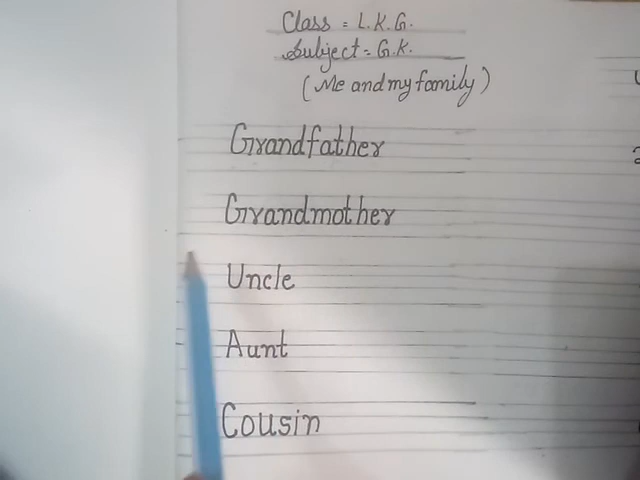 Class = L.K.G.
Subject = G.K.
(Me and my family)
Grandfather
Grandmother
Uncle
Aunt
Cousin